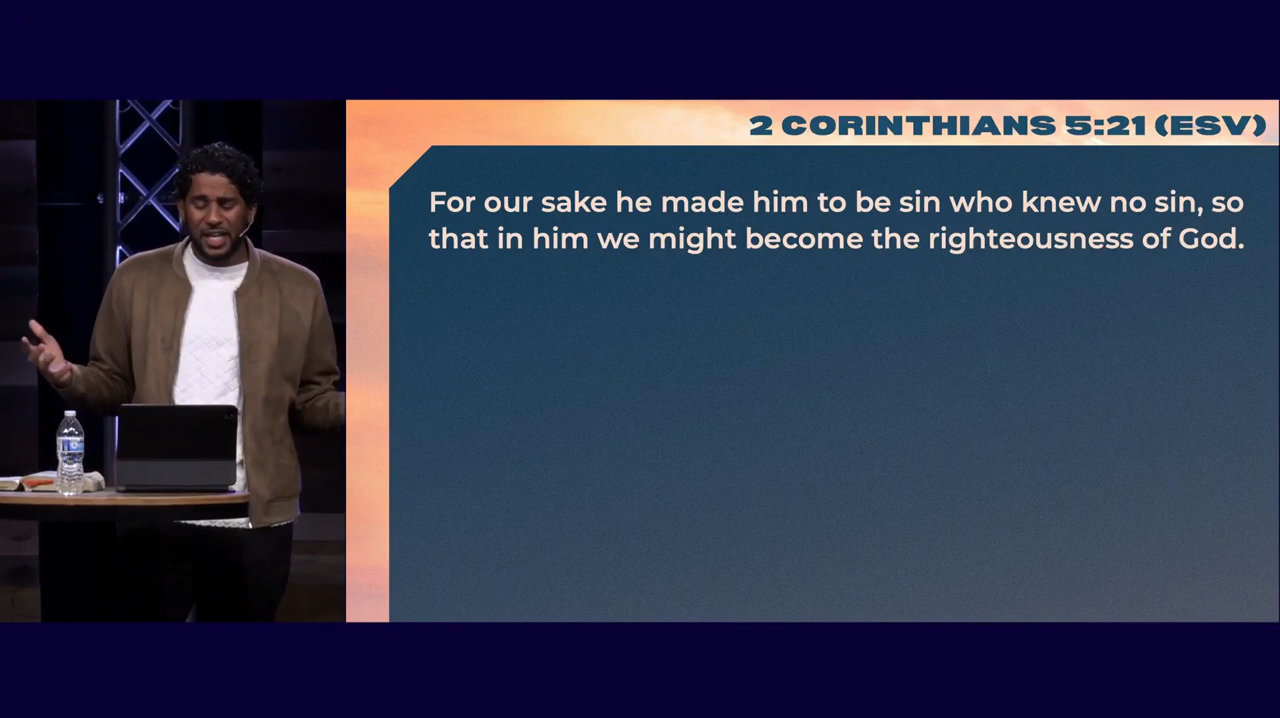 2 CORINTHIANS 5:21 (ESV)
For our sake he made him to be sin who knew no sin, so
that in him we might become the righteousness of God.